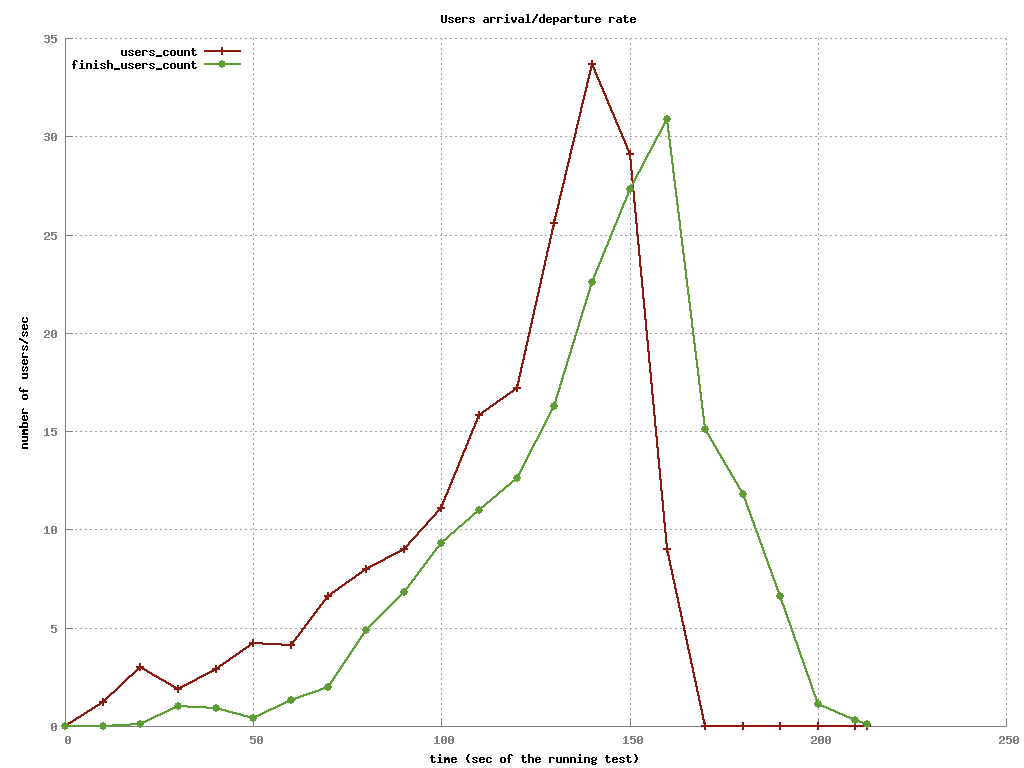 Users arrival/departure rate
users_count
finish_users_count
35
30
25
20
15
10
5
0
number of users/sec
0 50 100 150 200 250
time (sec of the running test)